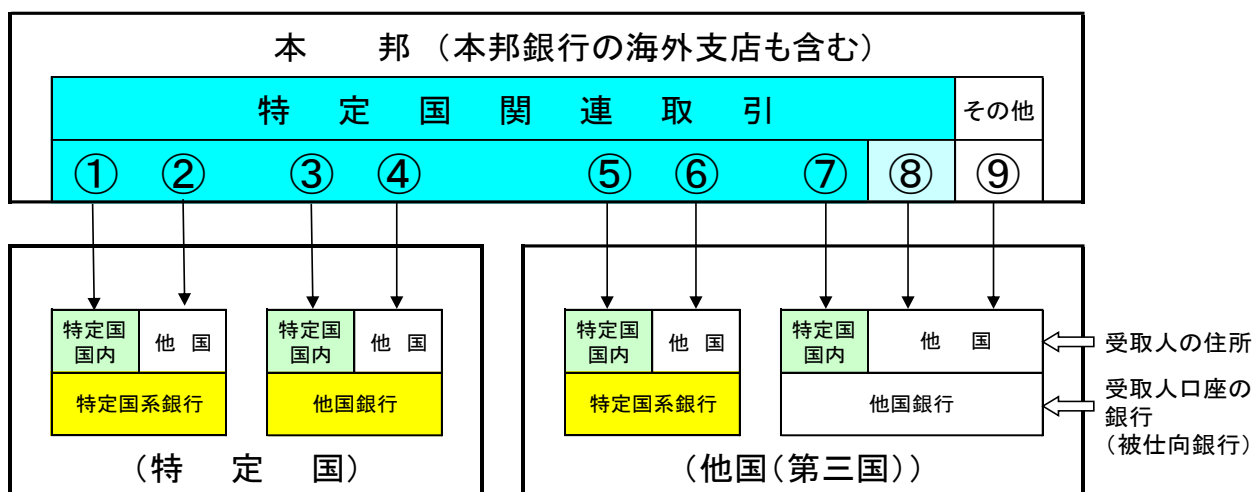 本 邦 (本邦銀行の海外支店も含む)
特 定 国 関 連 取 引
その他
① ② ③ ④ ⑤ ⑥ ⑦ ⑧ ⑨
特定国
国内
他 国
特定国系銀行
特定国
国内
他 国
他国銀行
(特 定 国)
特定国
国内
他 国
特定国系銀行
特定国
国内
他 国
他国銀行
(他国(第三国))
受取人の住所
受取人口座の
銀行
(被仕向銀行)